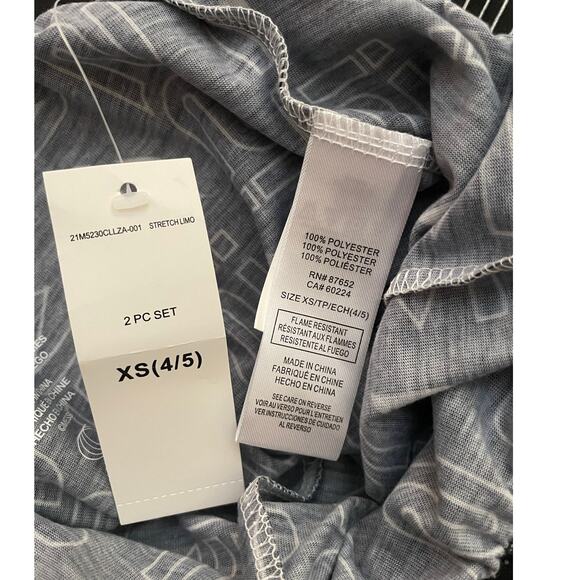 21M5230CLLZA-001 STRETCH LIMO
2 PC SET
XS(4/5)
100% POLYESTER
100% POLYESTER
100% POLIÉSTER
RN# 87652
CA# 60224
SIZE XS/TP/ECH(4/5)
FLAME RESISTANT
RÉSISTANT AUX FLAMMES
RESISTENTE AL FUEGO
MADE IN CHINA
FABRIQUÉ EN CHINE
HECHO EN CHINA
SEE CARE ON REVERSE
VOIR AU VERSO POUR L'ENTRETIEN
VER INSTRUCCIONES DE CUIDADO
AL REVERSO